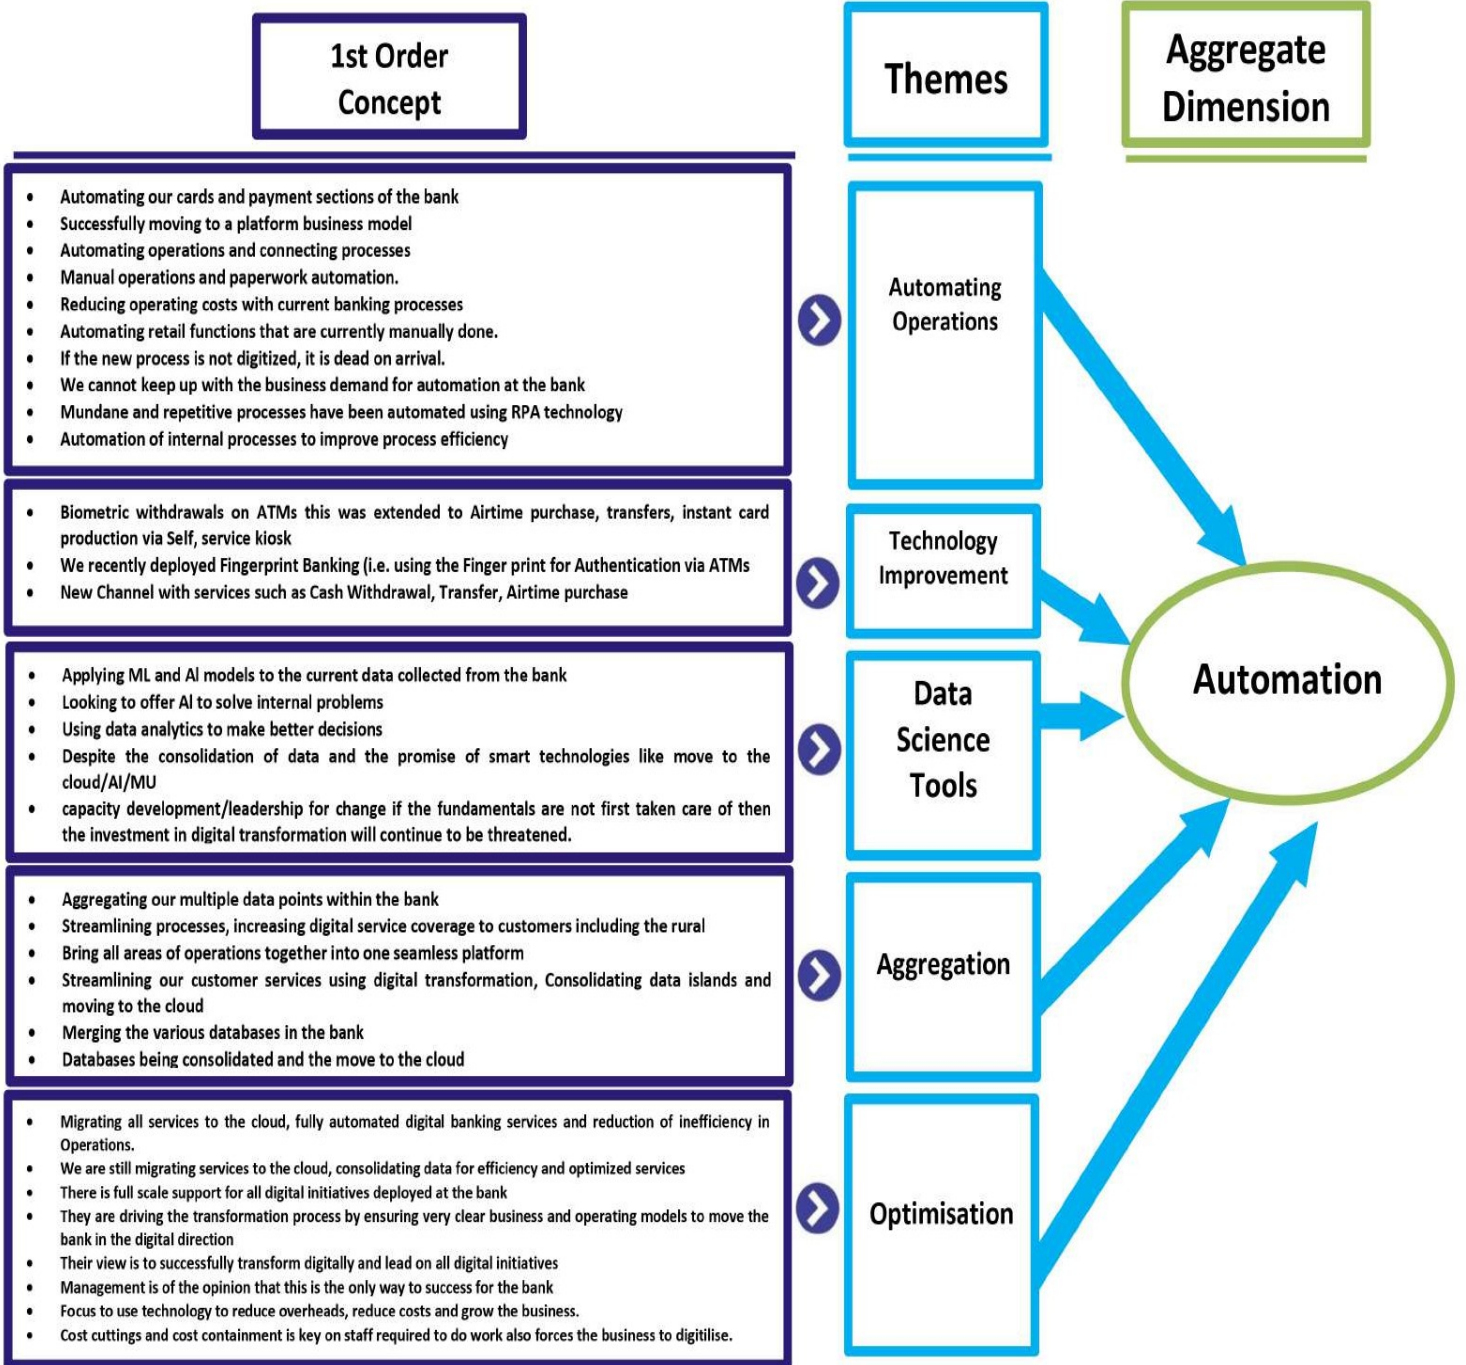 1st Order
Concept
Themes
Aggregate
Dimension
• Automating our cards and payment sections of the bank
• Successfully moving to a platform business model
• Automating operations and connecting processes
• Manual operations and paperwork automation.
• Reducing operating costs with current banking processes
• Automating retail functions that are currently manually done.
• If the new process is not digitized, it is dead on arrival.
• We cannot keep up with the business demand for automation at the bank
• Mundane and repetitive processes have been automated using RPA technology
• Automation of internal processes to improve process efficiency
Automating
Operations
• Biometric withdrawals on ATMs this was extended to Airtime purchase, transfers, instant card
production via Self, service kiosk
• We recently deployed Fingerprint Banking (i.e. using the Finger print for Authentication via ATMs
• New Channel with services such as Cash Withdrawal, Transfer, Airtime purchase
Technology
Improvement
• Applying ML and AI models to the current data collected from the bank
• Looking to offer AI to solve internal problems
• Using data analytics to make better decisions
• Despite the consolidation of data and the promise of smart technologies like move to the
cloud/AI/MU
• capacity development/leadership for change if the fundamentals are not first taken care of then
the investment in digital transformation will continue to be threatened.
Data
Science
Tools
Automation
• Aggregating our multiple data points within the bank
• Streamlining processes, increasing digital service coverage to customers including the rural
• Bring all areas of operations together into one seamless platform
• Streamlining our customer services using digital transformation, Consolidating data islands and
moving to the cloud
• Merging the various databases in the bank
• Databases being consolidated and the move to the cloud
Aggregation
• Migrating all services to the cloud, fully automated digital banking services and reduction of inefficiency in
Operations.
• We are still migrating services to the cloud, consolidating data for efficiency and optimized services
• There is full scale support for all digital initiatives deployed at the bank
• They are driving the transformation process by ensuring very clear business and operating models to move the
bank in the digital direction
• Their view is to successfully transform digitally and lead on all digital initiatives
• Management is of the opinion that this is the only way to success for the bank
• Focus to use technology to reduce overheads, reduce costs and grow the business.
• Cost cuttings and cost containment is key on staff required to do work also forces the business to digitilise.
Optimisation